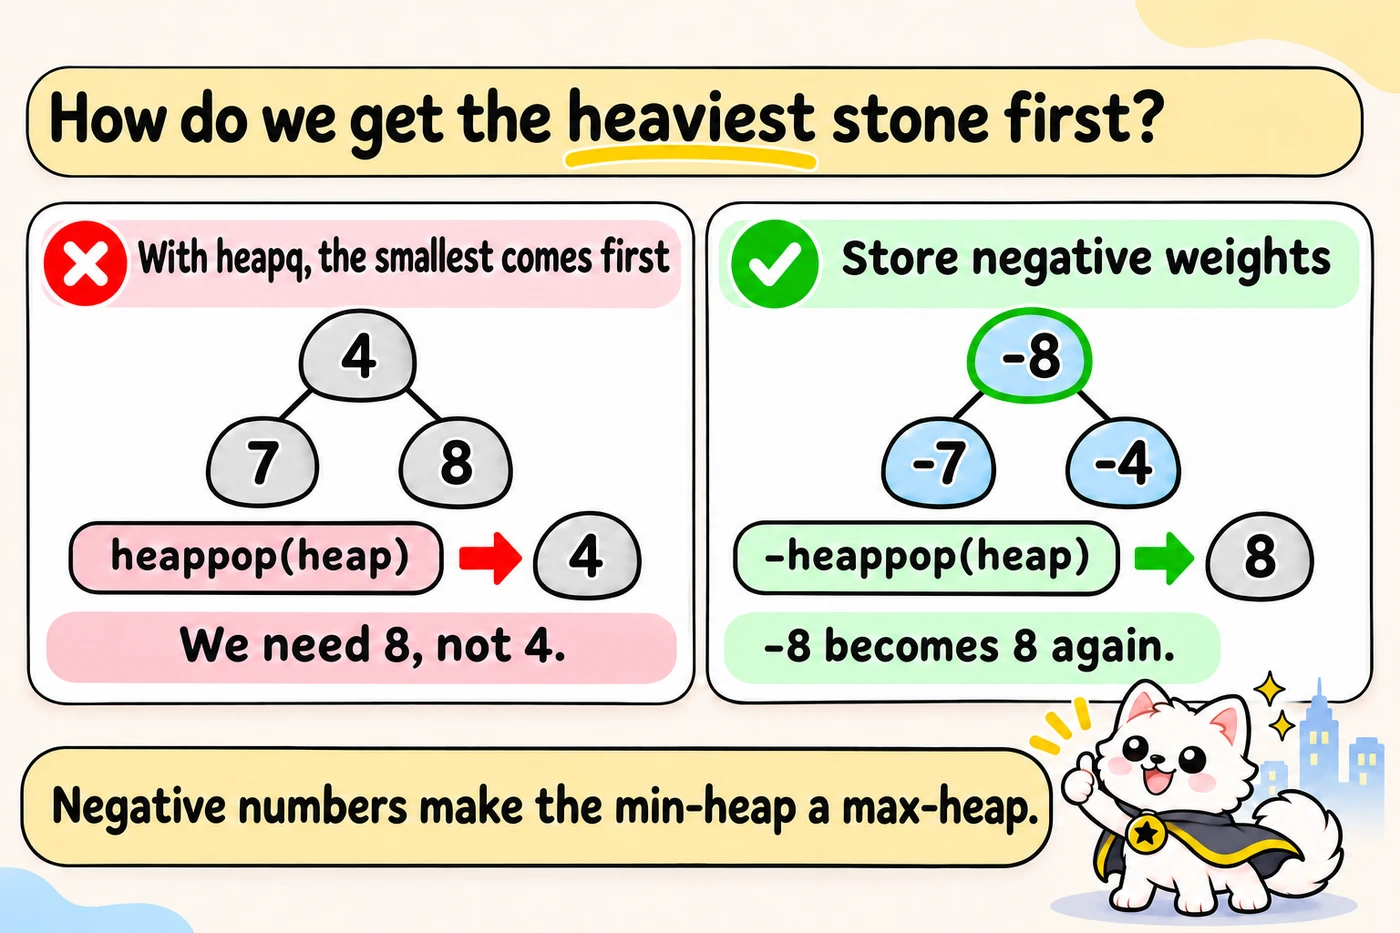 How do we get the heaviest stone first?
With heapq, the smallest comes first
4
7
8
heappop(heap)
4
We need 8, not 4.
Store negative weights
-8
-7
-4
-heappop(heap)
8
-8 becomes 8 again.
Negative numbers make the min-heap a max-heap.